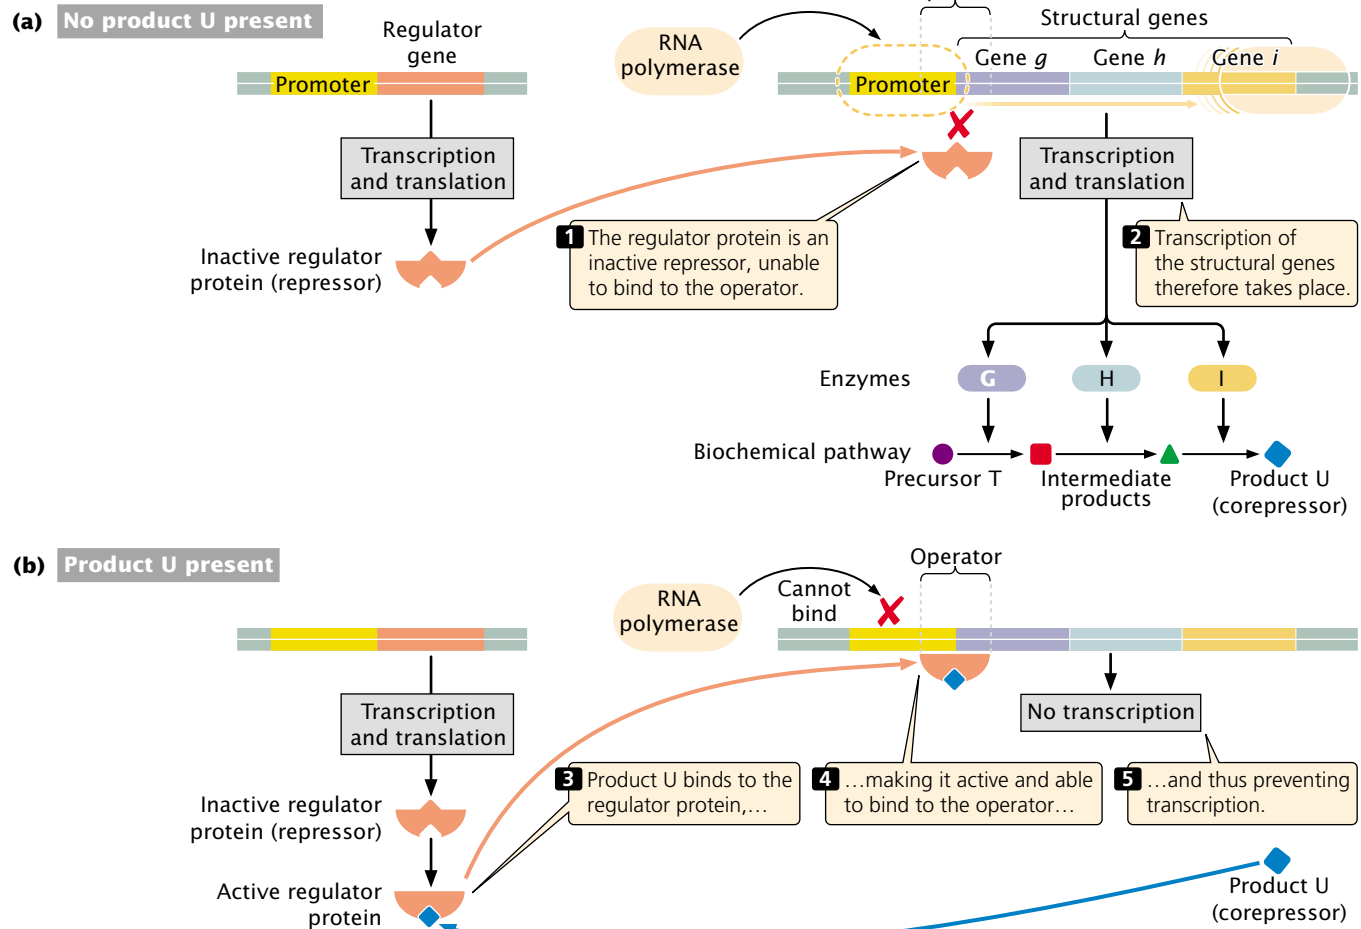 (a) No product U present
Regulator
gene
Promoter
Transcription
and translation
Inactive regulator
protein (repressor)
RNA
polymerase
Structural genes
Gene g
Gene h
Gene i
Promoter
1 The regulator protein is an
inactive repressor, unable
to bind to the operator.
Transcription
and translation
2 Transcription of
the structural genes
therefore takes place.
Enzymes
G
H
I
Biochemical pathway
Precursor T
Intermediate
products
Product U
(corepressor)
(b) Product U present
Transcription
and translation
Inactive regulator
protein (repressor)
Active regulator
protein
RNA
polymerase
Cannot
bind
Operator
No transcription
3 Product U binds to the
regulator protein,…
4 …making it active and able
to bind to the operator…
5 …and thus preventing
transcription.
Product U
(corepressor)